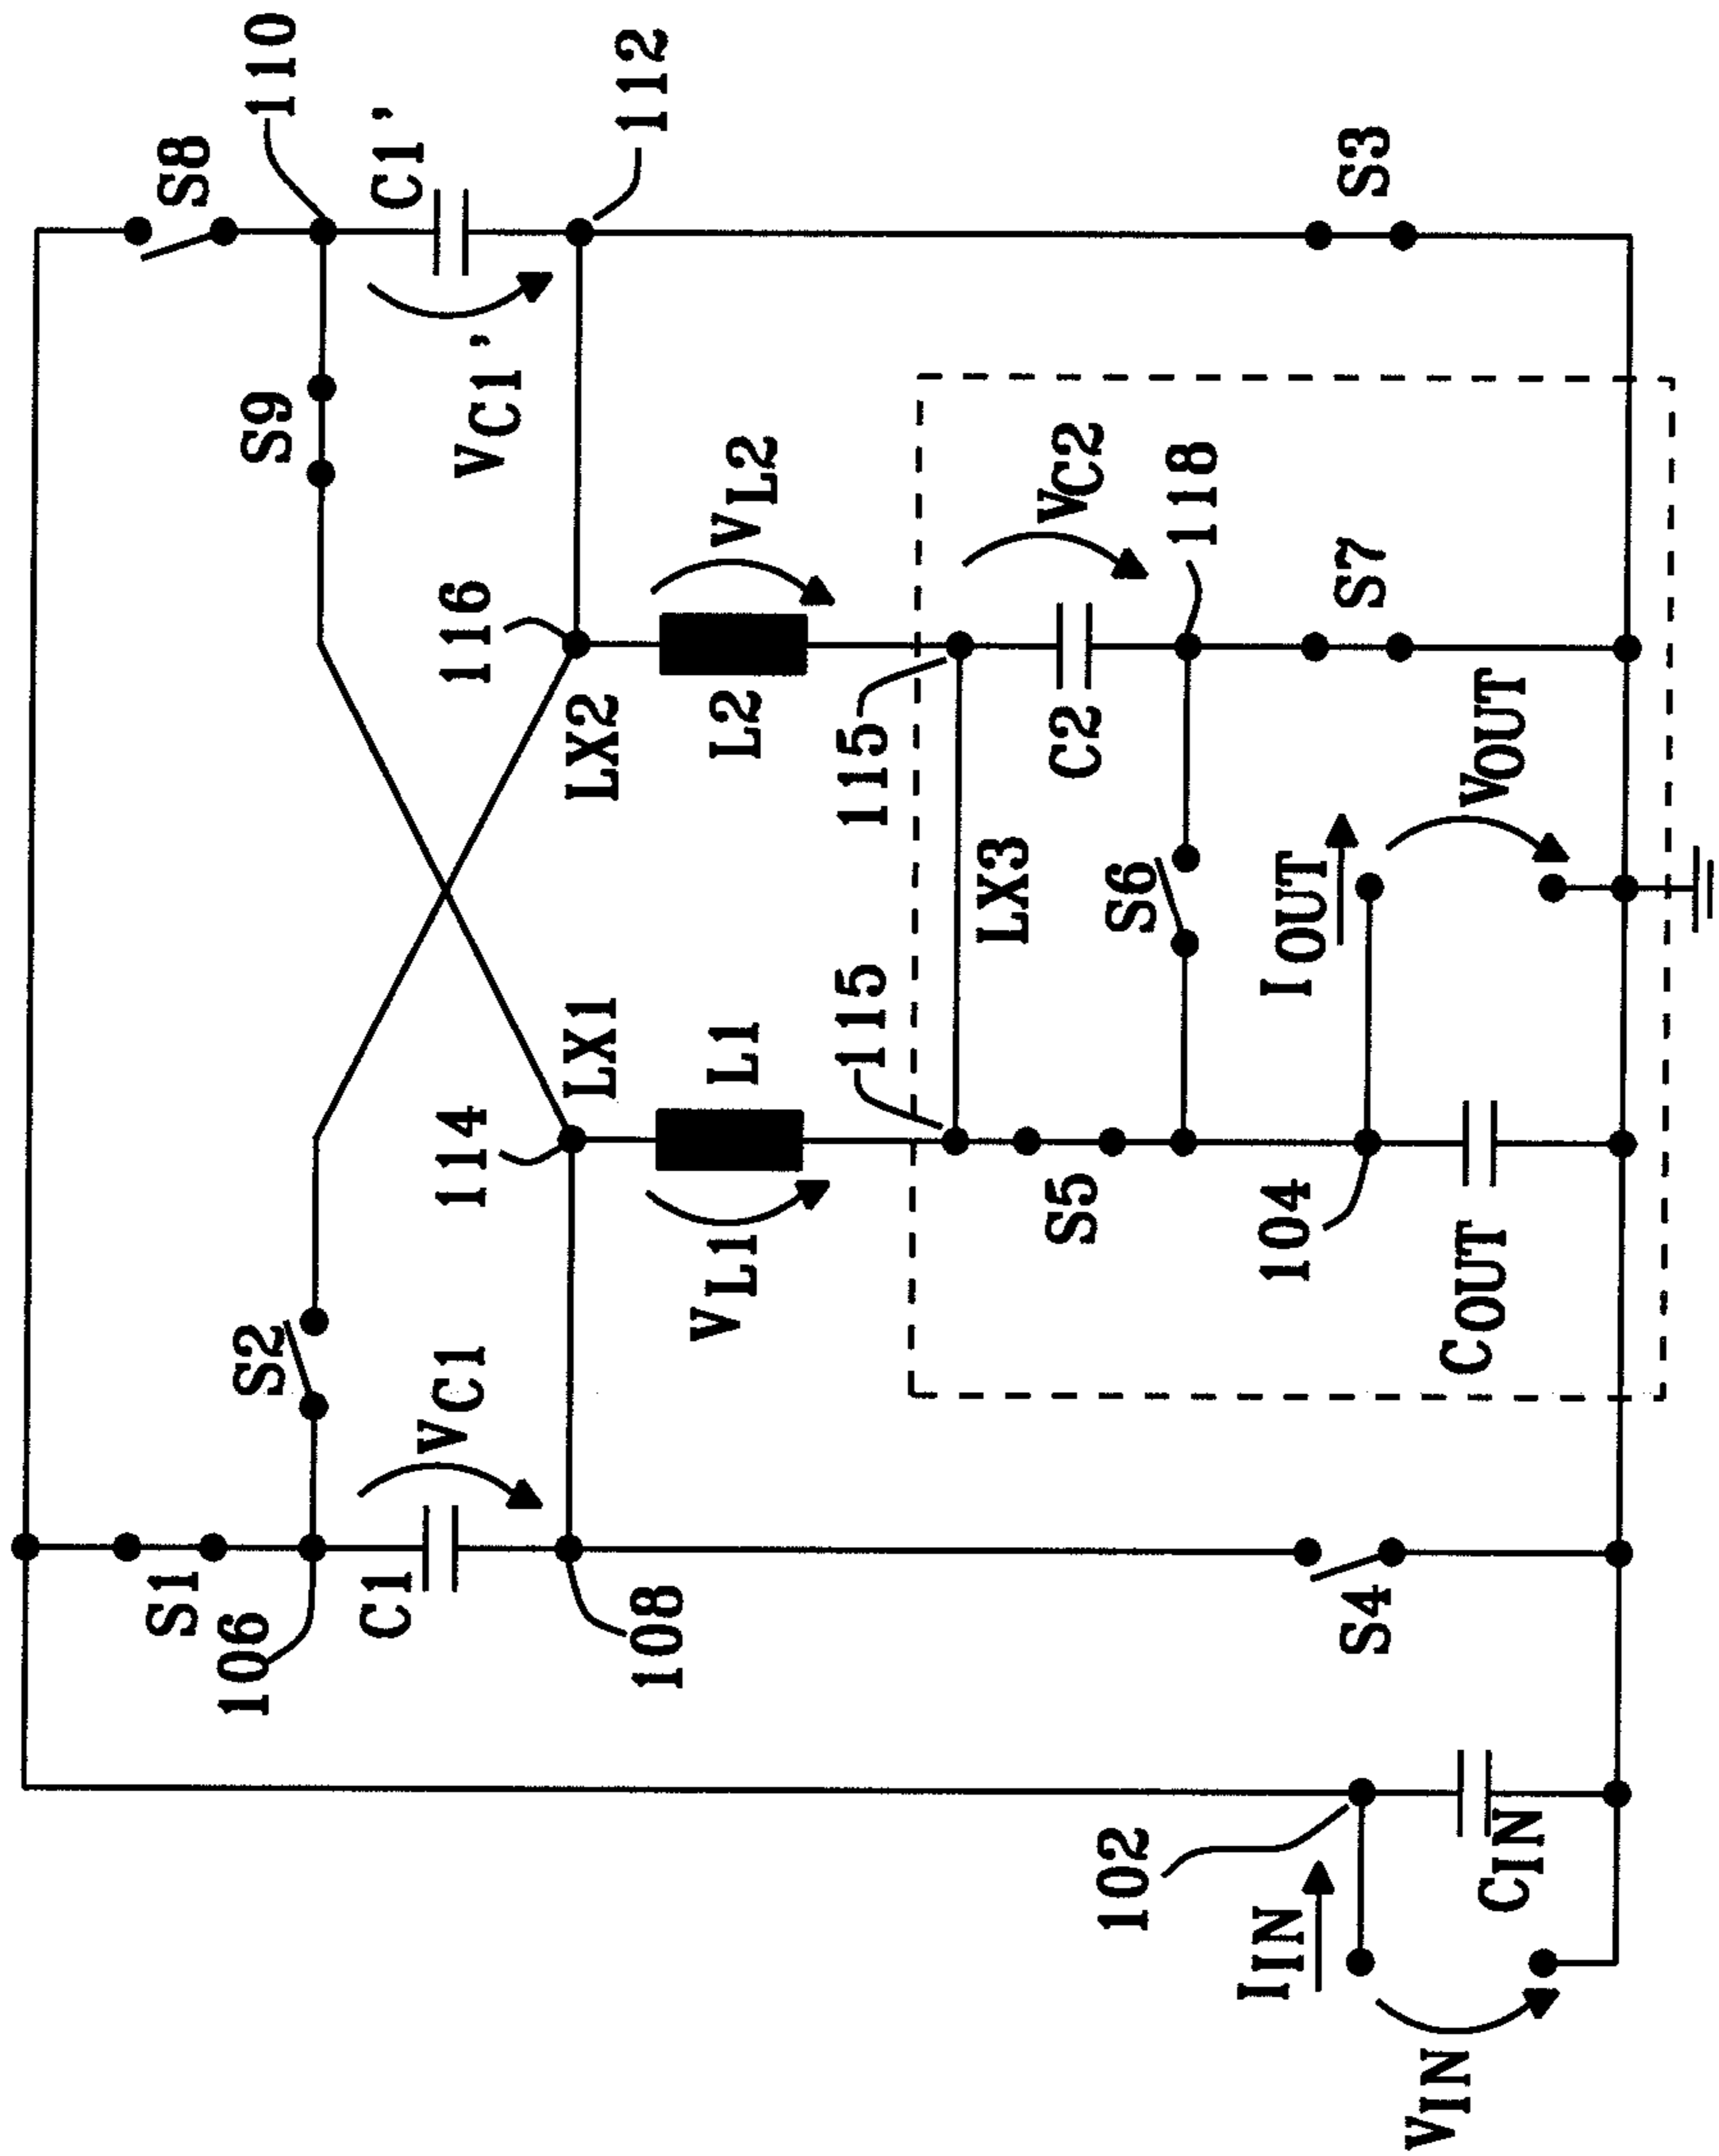 S8
110
C1'
112
S3
S9
VC1'
VL2
VC2
118
S7
116
LX2
L2
115
C2
VOUT
LX3
S6
IOUT
LX1
114
L1
115
VL1
S5
104
COUT
S2
VC1
S1
106
C1
108
S4
102
IIN
CIN
VIN